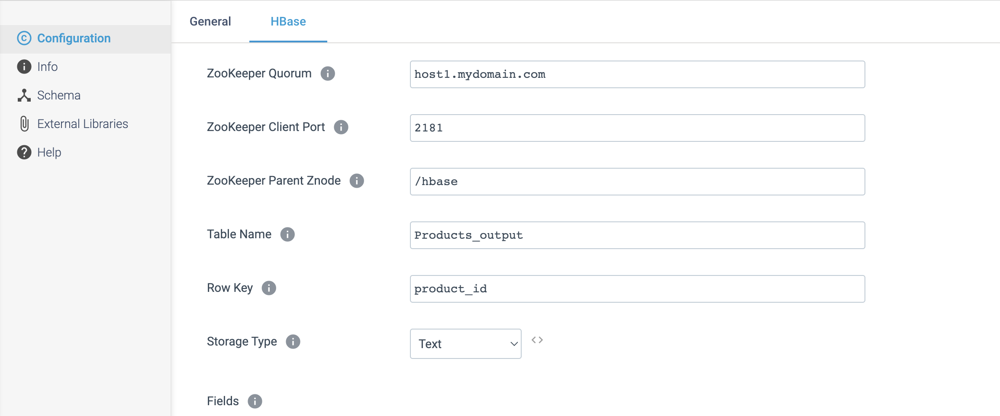 General
HBase
Configuration
Info
Schema
External Libraries
Help
ZooKeeper Quorum
host1.mydomain.com
ZooKeeper Client Port
2181
ZooKeeper Parent Znode
/hbase
Table Name
Products_output
Row Key
product_id
Storage Type
Text
Fields